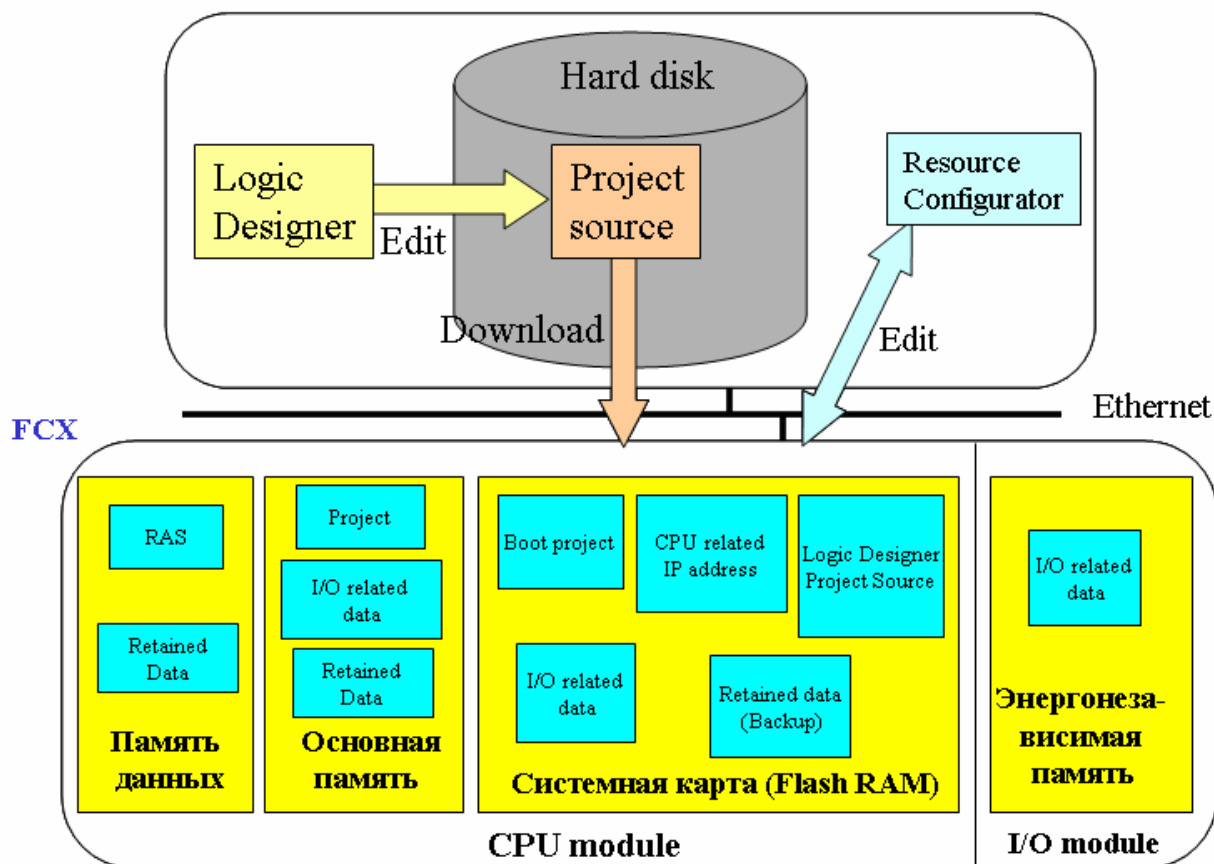 Hard disk
Logic
Designer
Edit
Project
source
Resource
Configurator
Download
Edit
Ethernet
FCX
RAS
Retained
Data
Память
данных
Project
I/O related
data
Retained
Data
Основная
память
Boot project
CPU related
IP address
Logic Designer
Project Source
I/O related
data
Retained data
(Backup)
Системная карта (Flash RAM)
I/O related
data
Энергонеза-
висимая
память
CPU module
I/O module